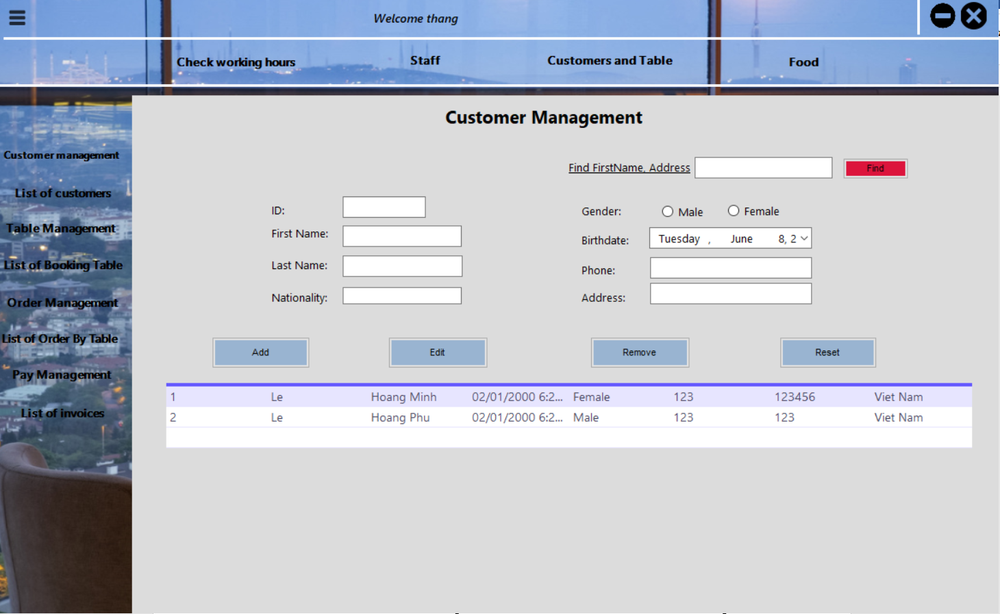 Welcome thang
Check working hours
Staff
Customers and Table
Food
Customer Management
Customer management
List of customers
Table Management
List of Booking Table
Order Management
List of Order By Table
Pay Management
List of invoices
Find FirstName, Address
Find
ID:
Gender: Male Female
First Name:
Birthdate: Tuesday , June 8, 2
Last Name:
Phone:
Nationality:
Address:
Add Edit Remove Reset
1 Le Hoang Minh 02/01/2000 6:2... Female 123 123456 Viet Nam
2 Le Hoang Phu 02/01/2000 6:2... Male 123 123 Viet Nam